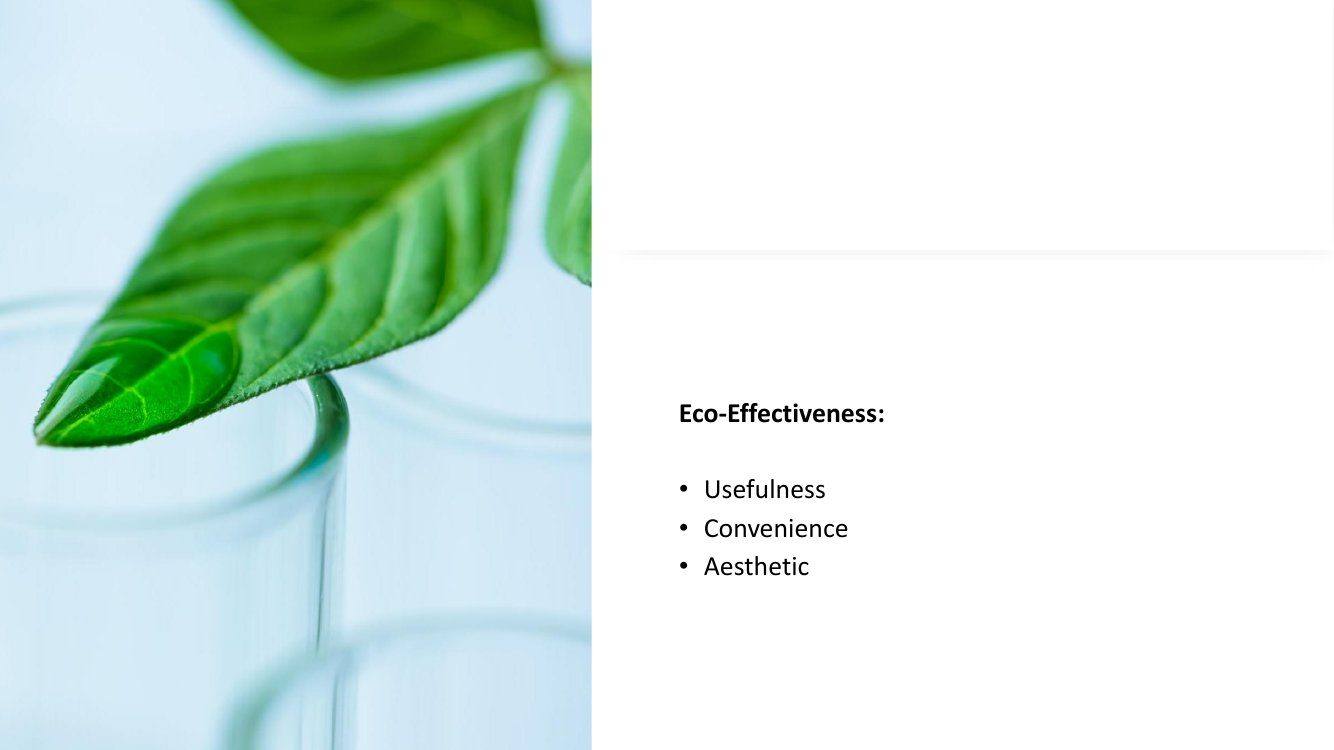 Eco-Effectiveness:
• Usefulness
• Convenience
• Aesthetic